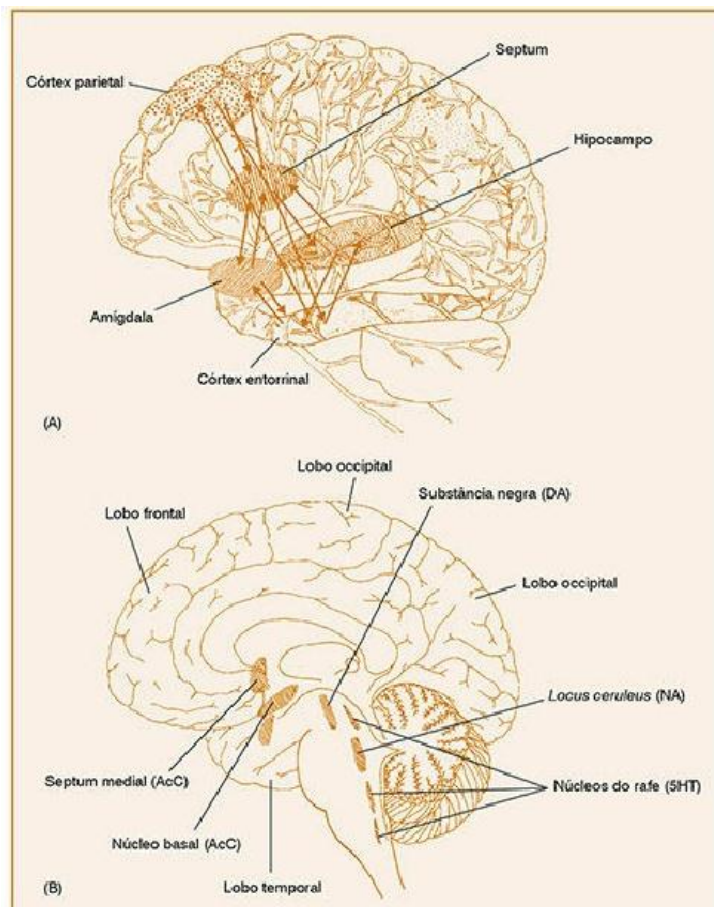 Septum
Córtex parietal
Hipocampo
Amígdala
Córtex entorrinal
(A)
Lobo occipital
Substância negra (DA)
Lobo frontal
Lobo occipital
Locus ceruleus (NA)
Septum medial (AcC)
Núcleos do rafe (5HT)
Núcleo basal (AcC)
Lobo temporal
(B)